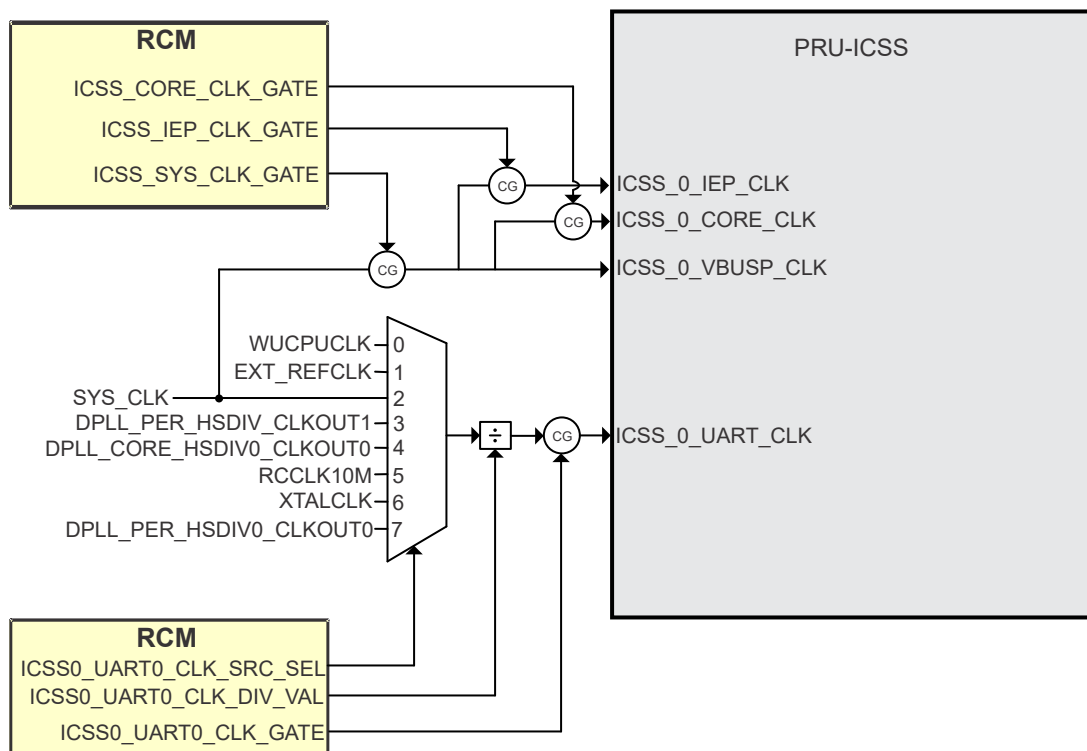 RCM
ICSS_CORE_CLK_GATE
ICSS_IEP_CLK_GATE
ICSS_SYS_CLK_GATE
PRU-ICSS
CG
ICSS_0_IEP_CLK
CG
ICSS_0_CORE_CLK
CG
ICSS_0_VBUSP_CLK
WUCPUCLK 0
EXT_REFCLK 1
SYS_CLK 2
DPLL_PER_HSDIV_CLKOUT1 3
DPLL_CORE_HSDIV0_CLKOUT0 4
RCCLK10M 5
XTALCLK 6
DPLL_PER_HSDIV0_CLKOUT0 7
÷
CG
ICSS_0_UART_CLK
RCM
ICSS0_UART0_CLK_SRC_SEL
ICSS0_UART0_CLK_DIV_VAL
ICSS0_UART0_CLK_GATE